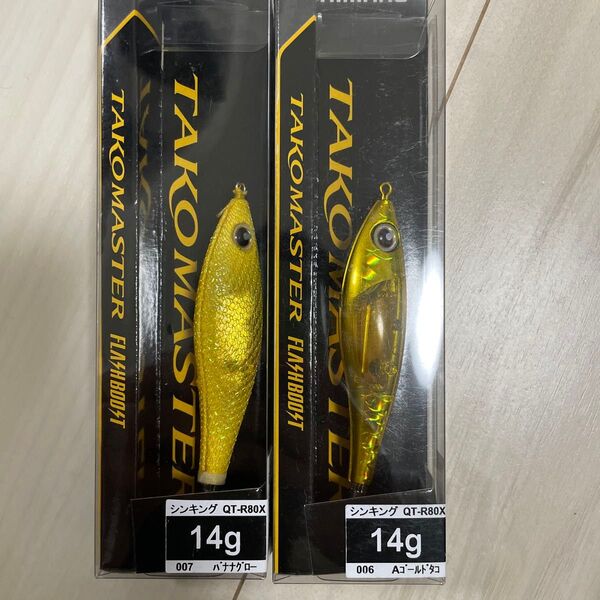 TAKOMASTER FLASHBOOST
TAKOMASTER
シンキング QT-R80X
14g
007 バナナグロー
TAKOMASTER FLASHBOOST
TAKOMASTER
シンキング QT-R80X
14g
006 Aゴールドタコ